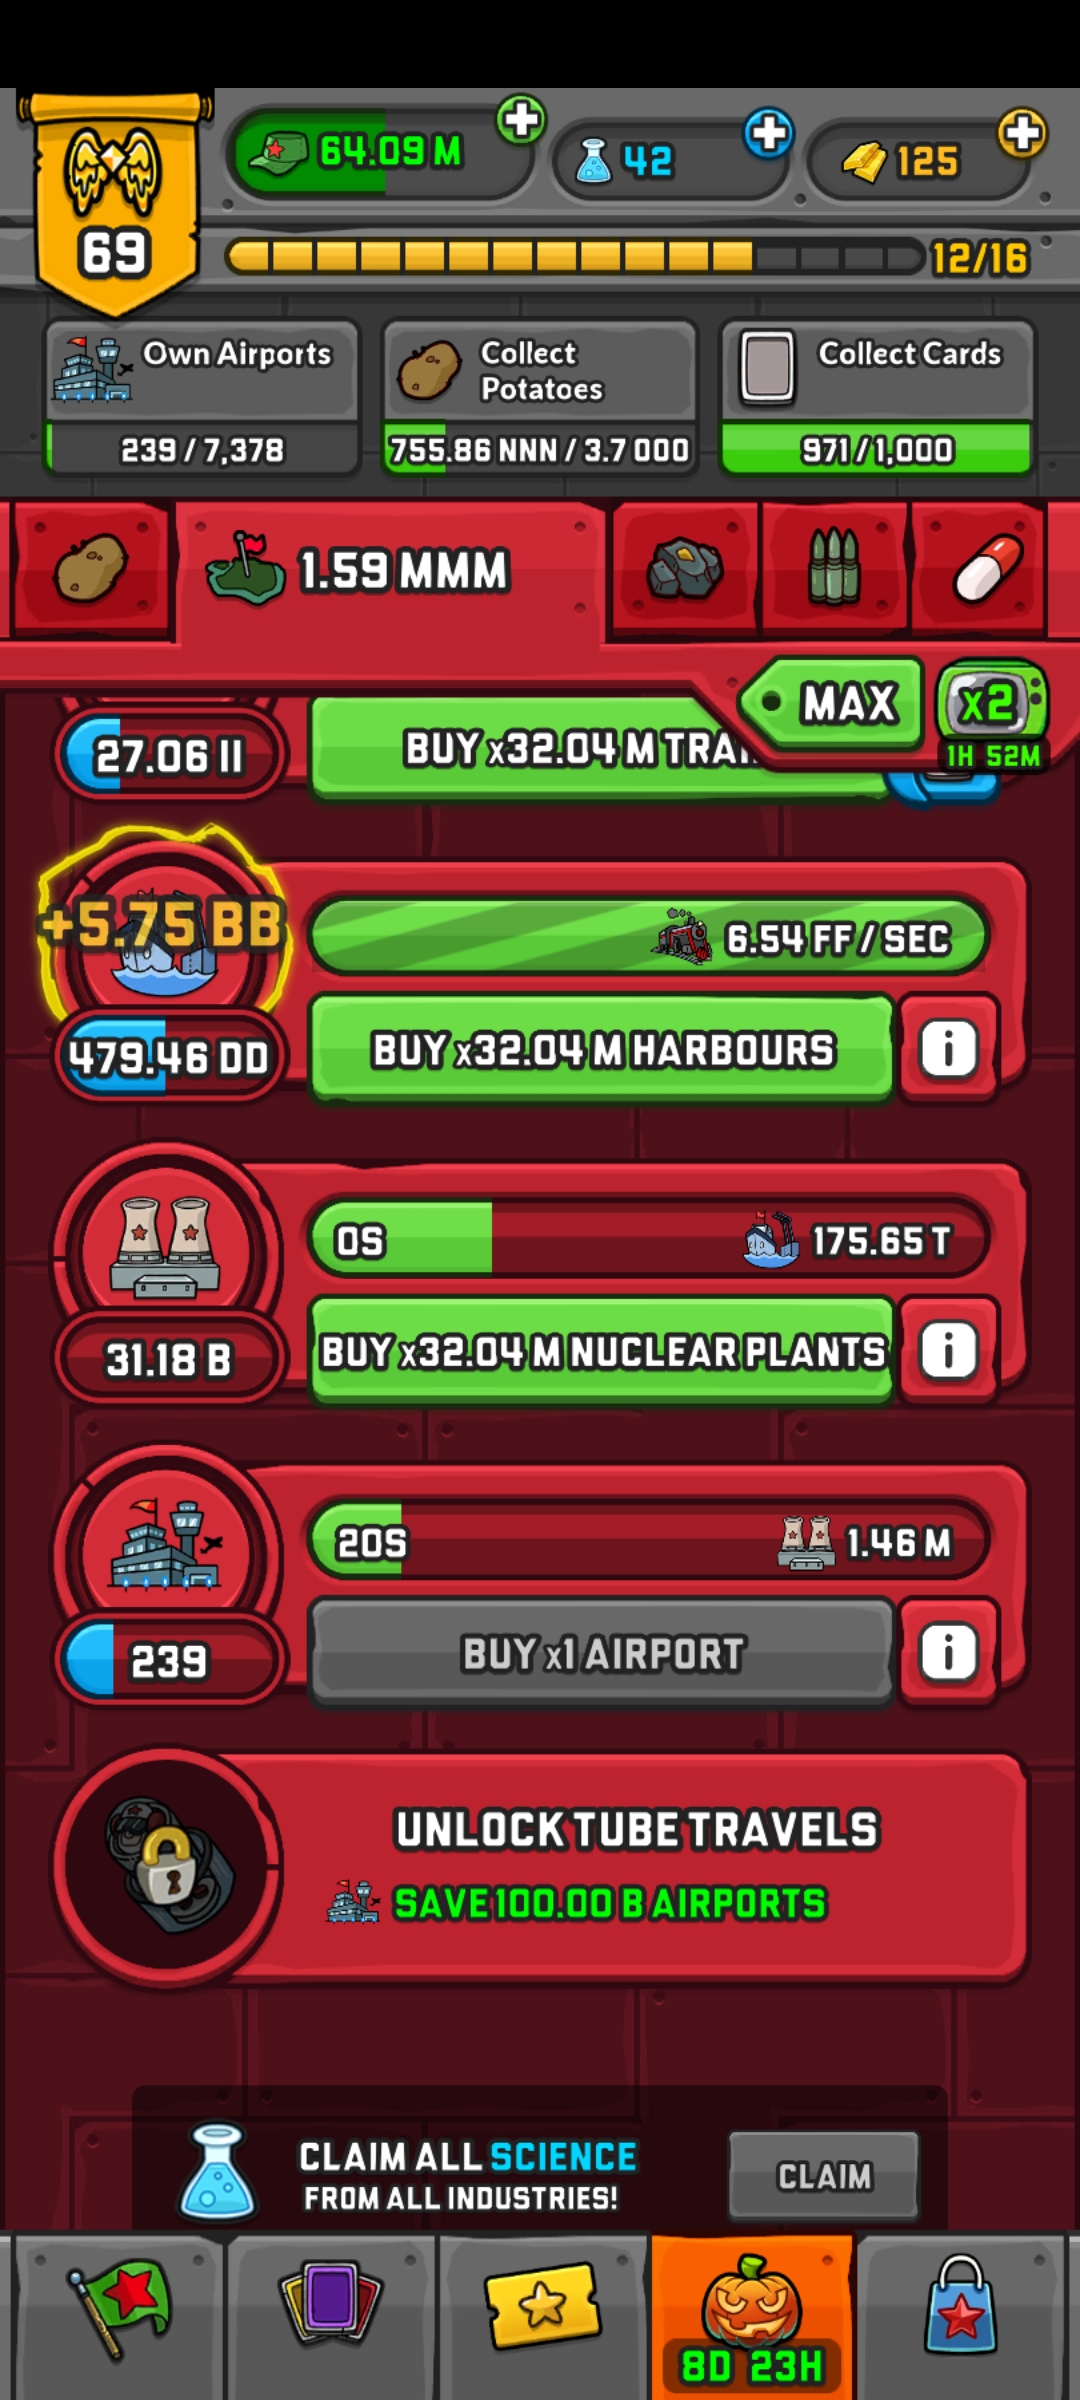 64.09 M
42
125
69
12/16
Own Airports
239 / 7,378
Collect
Potatoes
755.86 NNN / 3.7 OOO
Collect Cards
971 / 1,000
1.59 MMM
MAX
x2
1H 52M
27.06 II
BUY x32.04 M
+5.75 BB
6.54 FF / SEC
479.46 DD
BUY x32.04 M HARBOURS
i
0S
175.65 T
31.18 B
BUY x32.04 M NUCLEAR PLANTS
i
20S
1.46 M
239
BUY x1 AIRPORT
i
UNLOCK TUBE TRAVELS
SAVE 100.00 B AIRPORTS
CLAIM ALL SCIENCE
FROM ALL INDUSTRIES!
CLAIM
8D 23H